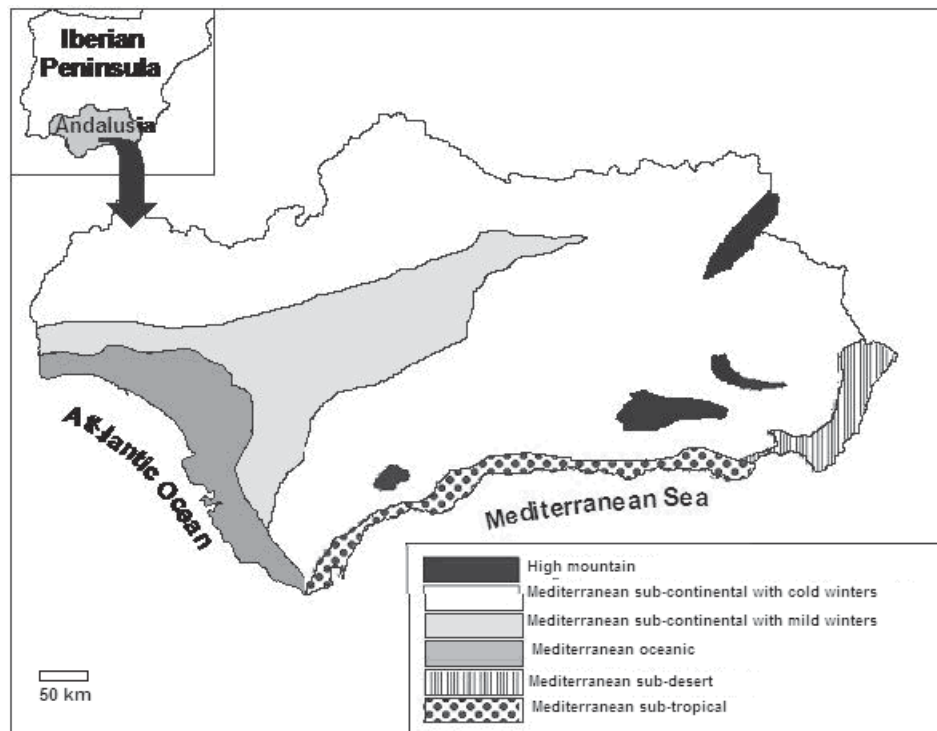 Iberian
Peninsula
Andalusia
Atlantic Ocean
Mediterranean Sea
High mountain
Mediterranean sub-continental with cold winters
Mediterranean sub-continental with mild winters
Mediterranean oceanic
Mediterranean sub-desert
Mediterranean sub-tropical
50 km